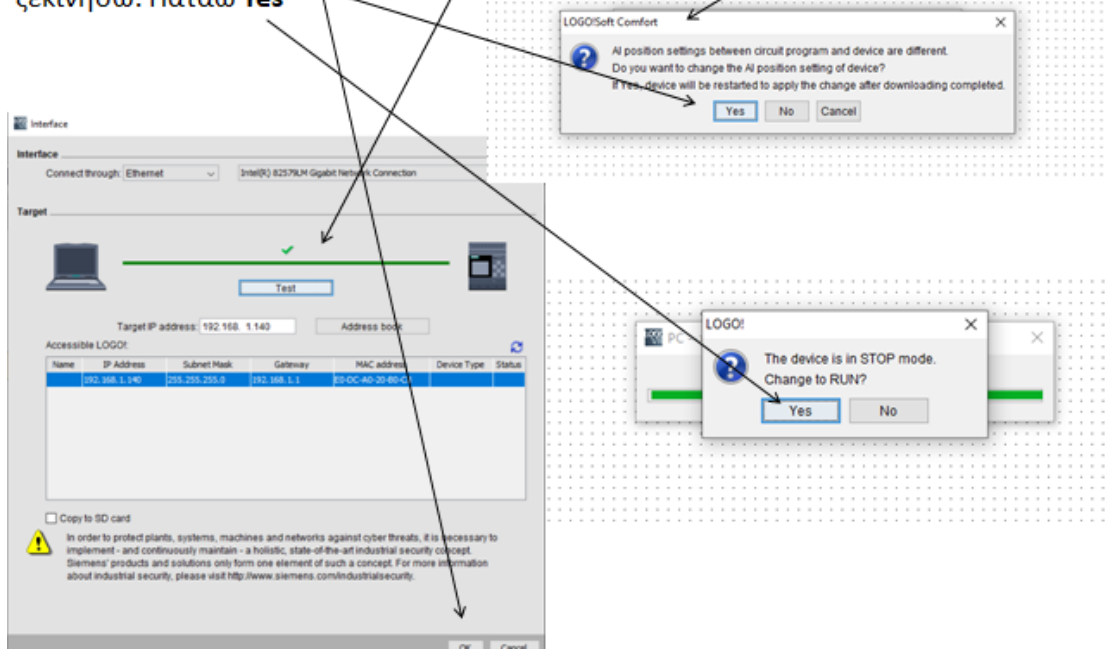 ξεκινήσω. Πατάω Yes
LOGO!Soft Comfort
AI position settings between circuit program and device are different.
Do you want to change the AI position setting of device?
If Yes, device will be restarted to apply the change after downloading completed.
Yes No Cancel
Interface
Interface
Connect through: Ethernet Intel(R) 82579LM Gigabit Network Connection
Target
Test
Target IP address: 192.168. 1.140 Address book
Accessible LOGO!:
Name IP Address Subnet Mask Gateway MAC address Device Type Status
192.168.1.140 255.255.255.0 192.168.1.1
Copy to SD card
In order to protect plants, systems, machines and networks against cyber threats, it is necessary to
implement - and continuously maintain - a holistic, state-of-the-art industrial security concept.
Siemens' products and solutions only form one element of such a concept. For more information
about industrial security, please visit http://www.siemens.com/industrialsecurity.
OK Cancel
PC
LOGO!
The device is in STOP mode.
Change to RUN?
Yes No